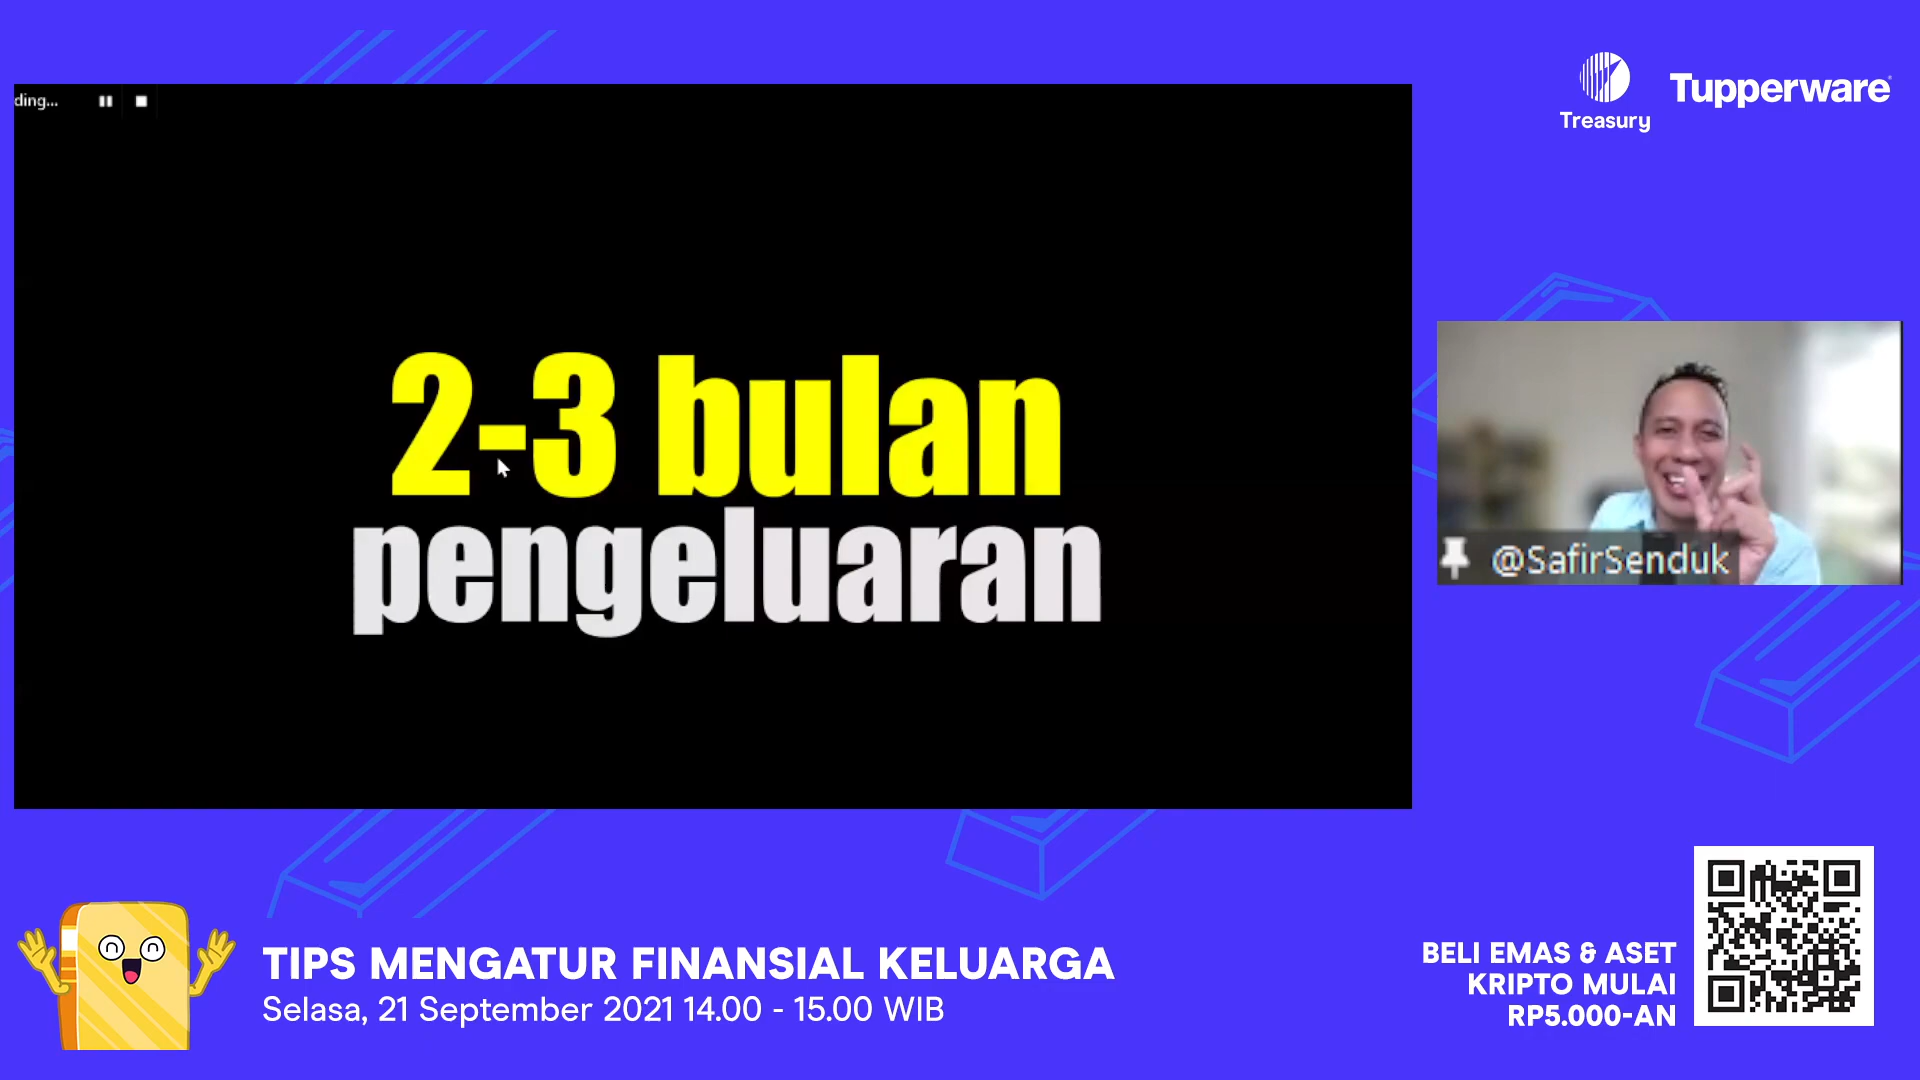 ding...
Treasury
Tupperware
2-3 bulan
pengeluaran
@SafirSenduk
TIPS MENGATUR FINANSIAL KELUARGA
Selasa, 21 September 2021 14.00 - 15.00 WIB
BELI EMAS & ASET
KRIPTO MULAI
RP5.000-AN